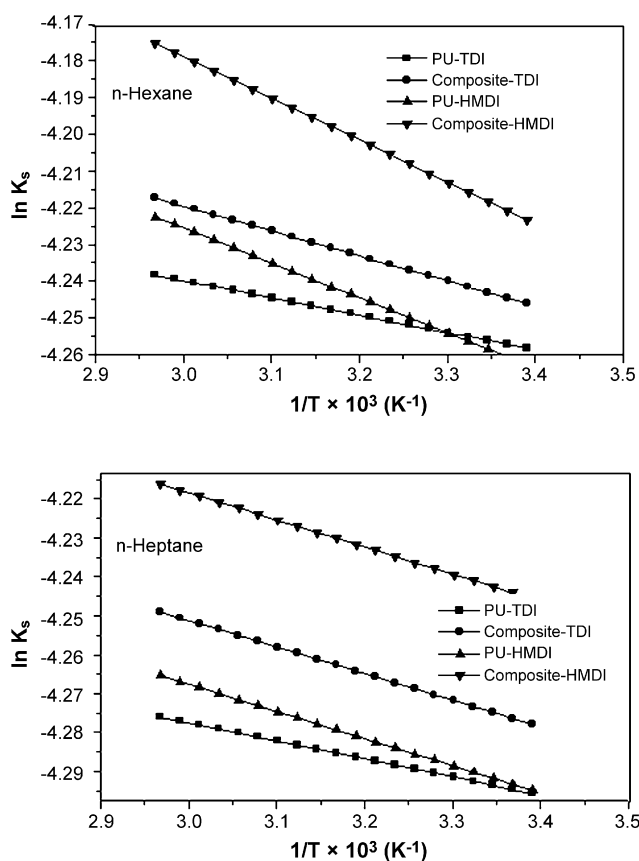 -4.17
-4.18
-4.19
-4.20
-4.21
-4.22
-4.23
-4.24
-4.25
-4.26
ln Kₛ
n-Hexane
PU-TDI
Composite-TDI
PU-HMDI
Composite-HMDI
2.9 3.0 3.1 3.2 3.3 3.4 3.5
1/T × 10³ (K⁻¹)
-4.22
-4.23
-4.24
-4.25
-4.26
-4.27
-4.28
-4.29
ln Kₛ
n-Heptane
PU-TDI
Composite-TDI
PU-HMDI
Composite-HMDI
2.9 3.0 3.1 3.2 3.3 3.4 3.5
1/T × 10³ (K⁻¹)